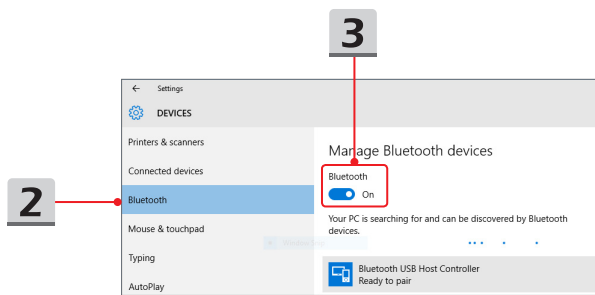 3
← Settings
DEVICES
Printers & scanners
Connected devices
Bluetooth
Mouse & touchpad
Typing
AutoPlay
2
Manage Bluetooth devices
Bluetooth
On
Your PC is searching for and can be discovered by Bluetooth
devices.
Bluetooth USB Host Controller
Ready to pair